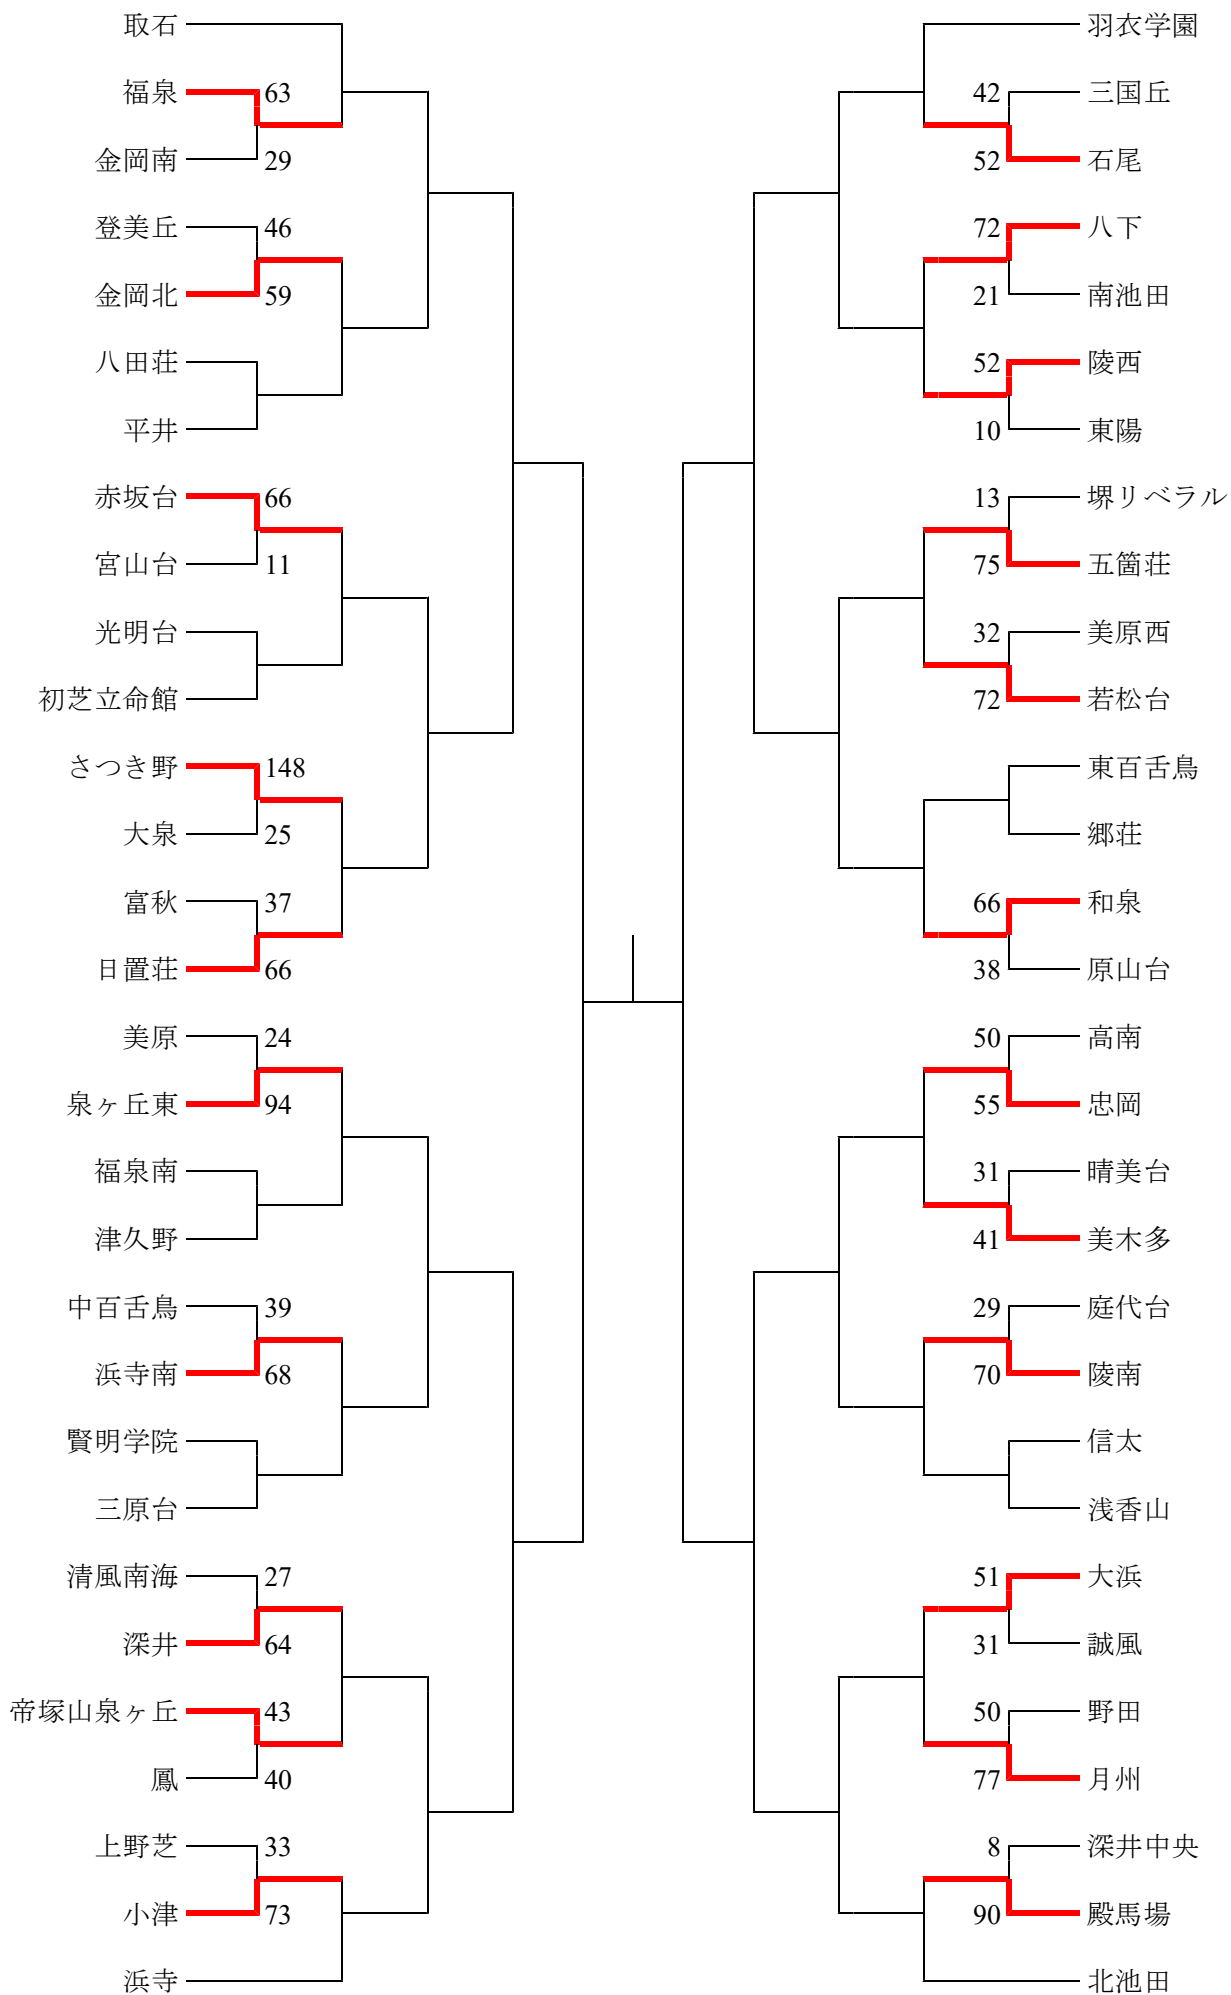 取石
福泉 63
金岡南 29
登美丘 46
金岡北 59
八田荘
平井
赤坂台 66
宮山台 11
光明台
初芝立命館
さつき野 148
大泉 25
富秋 37
日置荘 66
美原 24
泉ヶ丘東 94
福泉南
津久野
中百舌鳥 39
浜寺南 68
賢明学院
三原台
清風南海 27
深井 64
帝塚山泉ヶ丘 43
鳳 40
上野芝 33
小津 73
浜寺
羽衣学園
42 三国丘
52 石尾
72 八下
21 南池田
52 陵西
10 東陽
13 堺リベラル
75 五箇荘
32 美原西
72 若松台
東百舌鳥
郷荘
66 和泉
38 原山台
50 高南
55 忠岡
31 晴美台
41 美木多
29 庭代台
70 陵南
信太
浅香山
51 大浜
31 誠風
50 野田
77 月州
8 深井中央
90 殿馬場
北池田